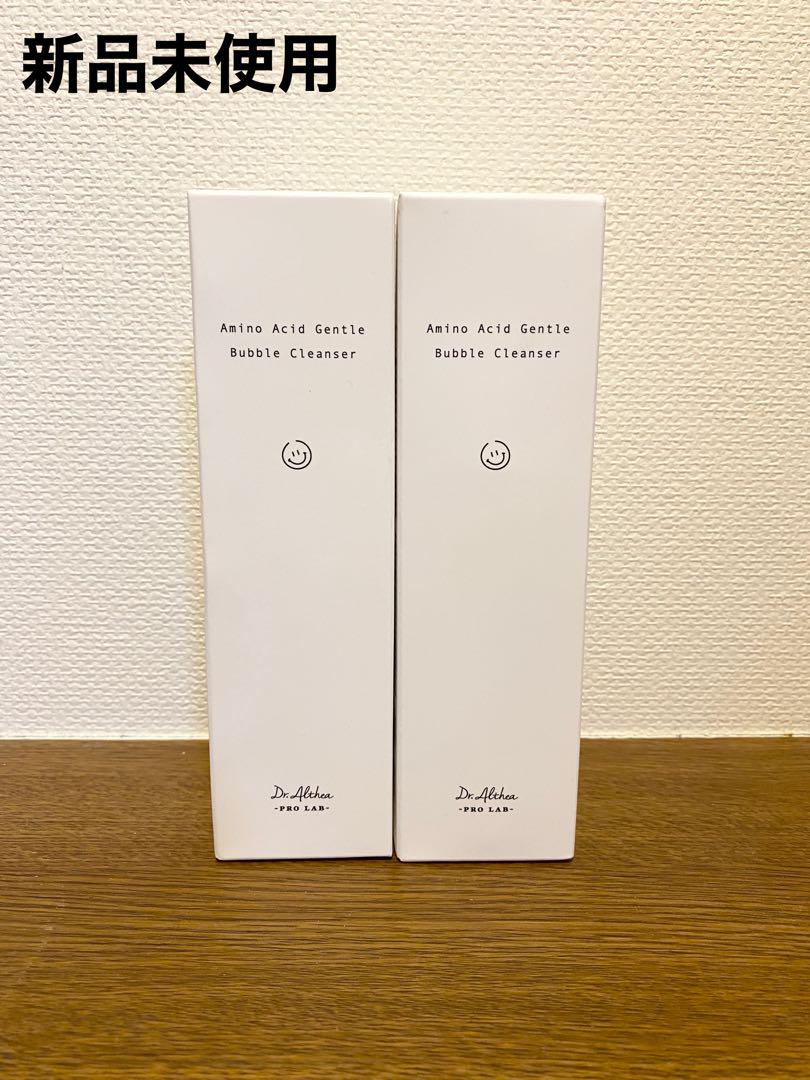 新品未使用
Amino Acid Gentle
Bubble Cleanser
Dr.Althea
-PRO LAB-
Amino Acid Gentle
Bubble Cleanser
Dr.Althea
-PRO LAB-